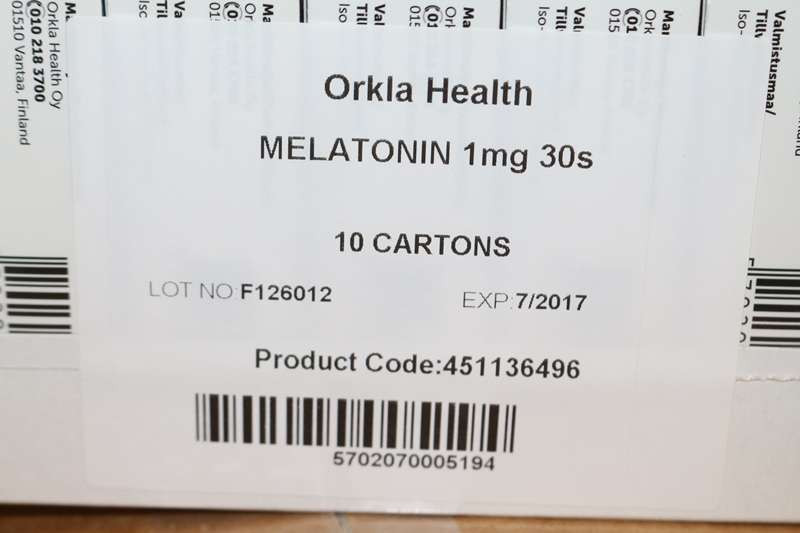 Orkla Health Oy
(010 218 3700
01510 Vantaa, Finland
Valmistusmaa/
Orkla Health
MELATONIN 1mg 30s
10 CARTONS
LOT NO:F126012
EXP:7/2017
Product Code:451136496
5702070005194